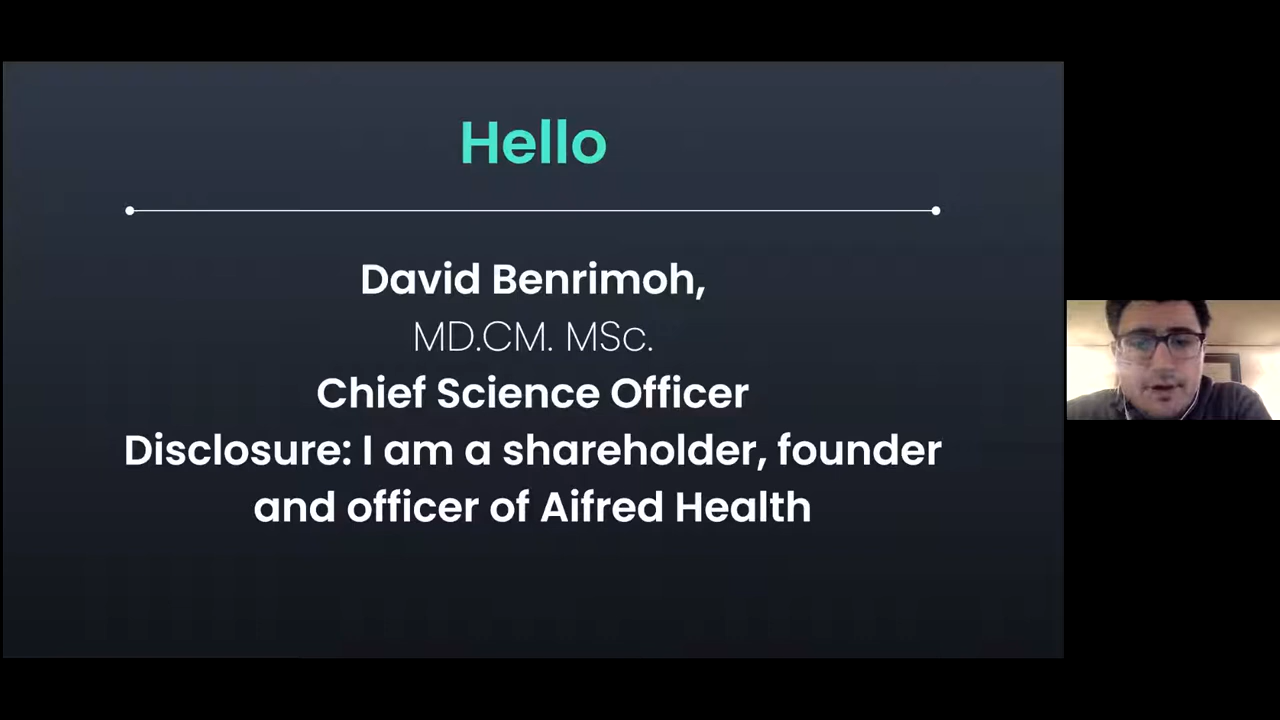 Hello
David Benrimoh,
MD.CM. MSc.
Chief Science Officer
Disclosure: I am a shareholder, founder
and officer of Aifred Health